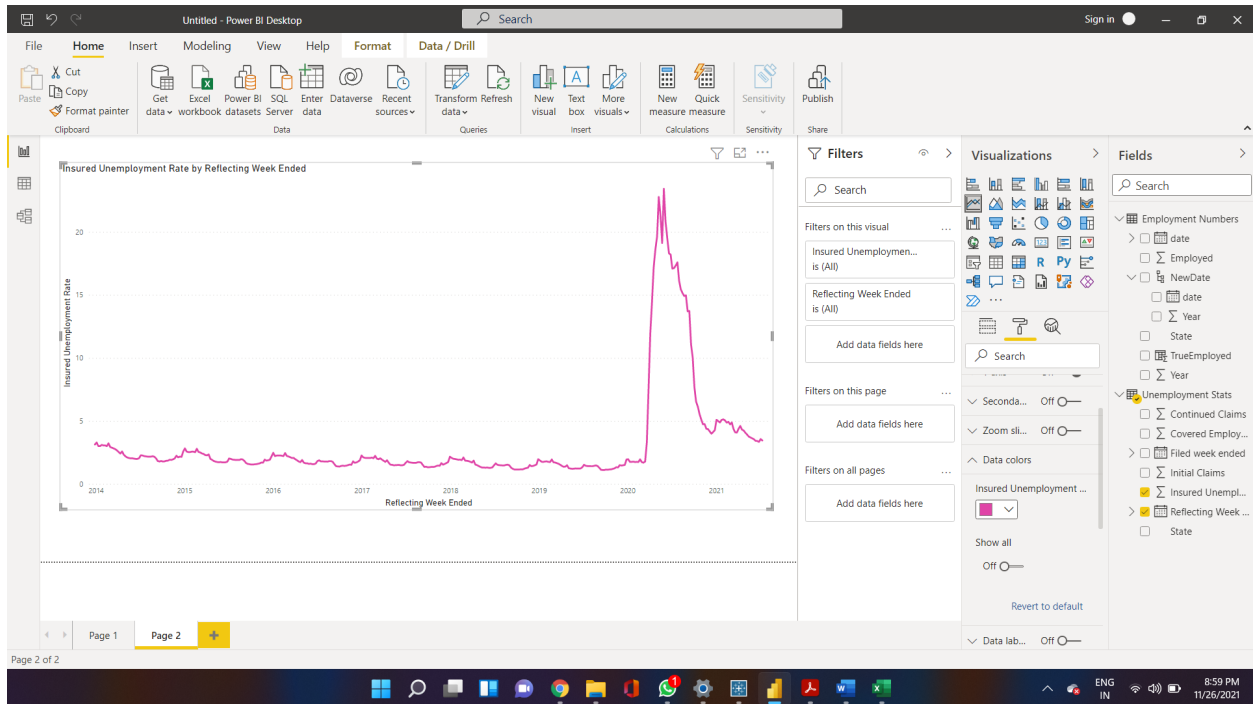 Untitled - Power BI Desktop
Search
Sign in
File Home Insert Modeling View Help Format Data / Drill
Paste
Cut
Copy
Format painter
Clipboard
Get data
Excel workbook
Power BI datasets
SQL Server
Enter data
Dataverse
Recent sources
Data
Transform data
Refresh
Queries
New visual
Text box
More visuals
Insert
New measure
Quick measure
Calculations
Sensitivity
Sensitivity
Publish
Share
Insured Unemployment Rate by Reflecting Week Ended
Insured Unemployment Rate
20
15
10
5
0
2014 2015 2016 2017 2018 2019 2020 2021
Reflecting Week Ended
Filters
Search
Filters on this visual ...
Insured Unemploymen...
is (All)
Reflecting Week Ended
is (All)
Add data fields here
Filters on this page ...
Add data fields here
Filters on all pages ...
Add data fields here
Visualizations
123
R Py
...
Search
Seconda... Off
Zoom sli... Off
Data colors
Insured Unemployment ...
Show all
Off
Revert to default
Data lab... Off
Fields
Search
Employment Numbers
date
Employed
NewDate
date
Year
State
TrueEmployed
Year
Unemployment Stats
Continued Claims
Covered Employ...
Filed week ended
Initial Claims
Insured Unempl...
Reflecting Week ...
State
Page 1 Page 2 +
Page 2 of 2
1
ENG
IN
8:59 PM
11/26/2021